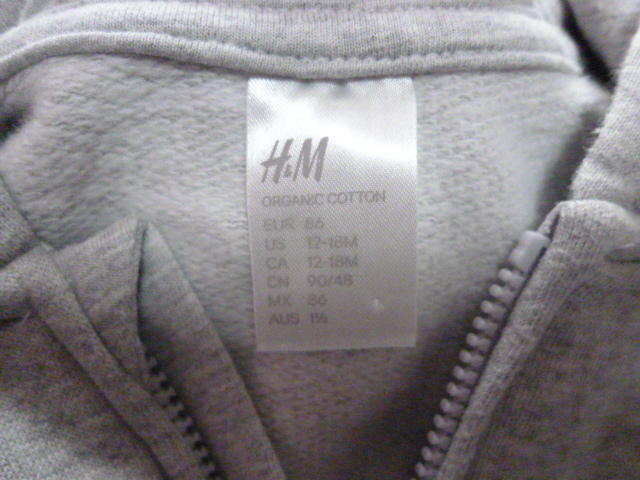 H&M
ORGANIC COTTON
EUR 86
US 12-18M
CA 12-18M
CN 90/48
MX 86
AUS 1½